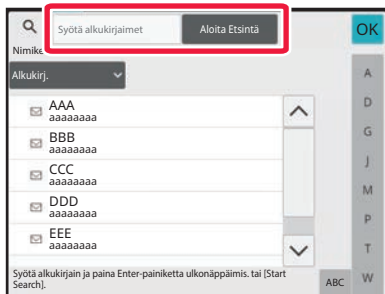 Syötä alkukirjaimet
Aloita Etsintä
OK
Nimike
Alkukirj.
A
D
G
J
M
P
T
W
AAA
aaaaaaaa
BBB
aaaaaaaa
CCC
aaaaaaaa
DDD
aaaaaaaa
EEE
aaaaaaaa
Syötä alkukirjain ja paina Enter-painiketta ulkonäppäimis. tai [Start
Search].
ABC